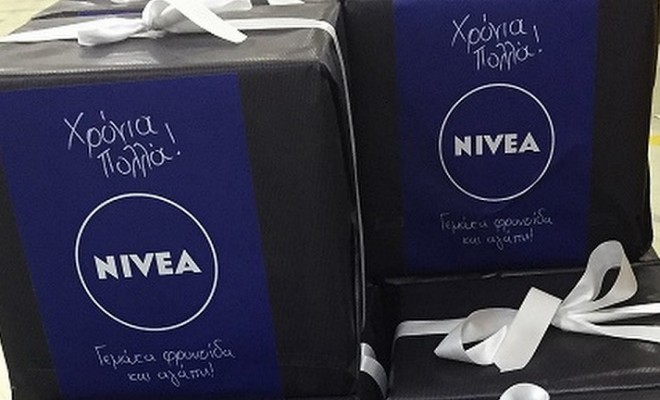 Χρόνια
Πολλά!
NIVEA
Γεμάτα φροντίδα
και αγάπη!
Χρόνια
Πολλά!
NIVEA
Γεμάτα φροντίδα
και αγάπη!